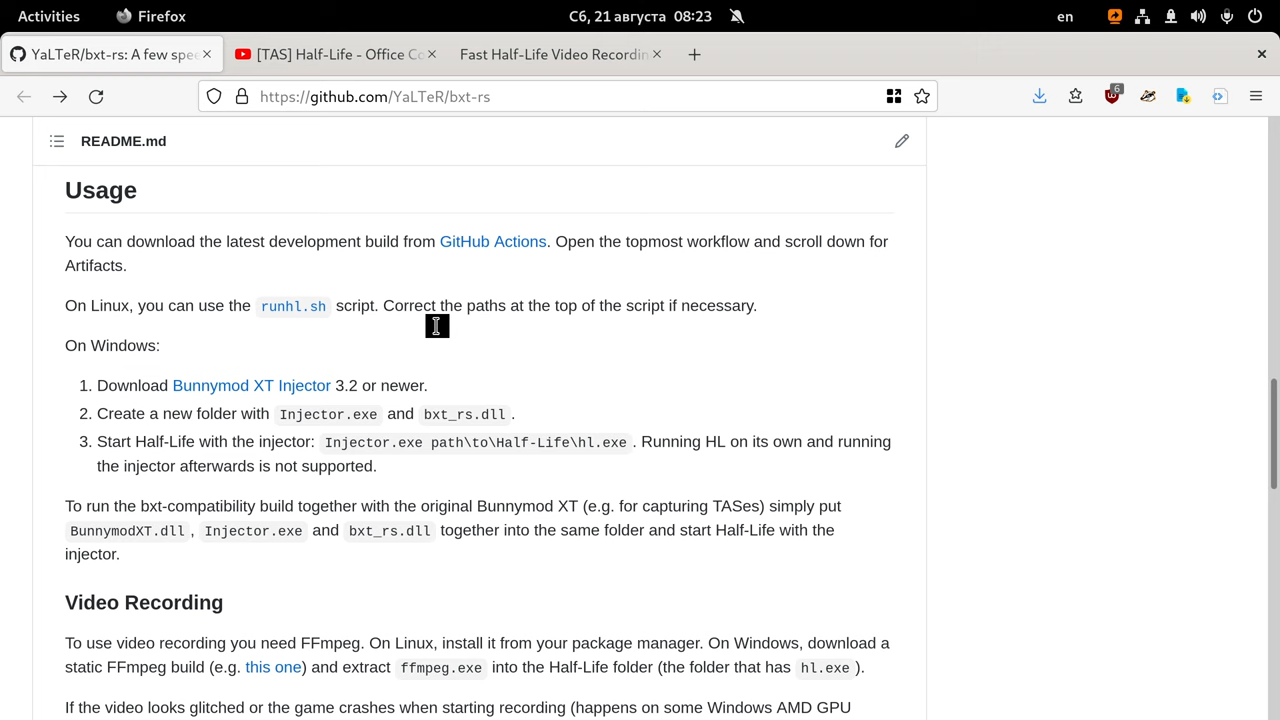 Activities Firefox Сб, 21 августа 08:23 en
YaLTeR/bxt-rs: A few spee × [TAS] Half-Life - Office Co × Fast Half-Life Video Recordin ×
https://github.com/YaLTeR/bxt-rs 6
README.md
Usage
You can download the latest development build from GitHub Actions. Open the topmost workflow and scroll down for
Artifacts.
On Linux, you can use the runhl.sh script. Correct the paths at the top of the script if necessary.
On Windows:
1. Download Bunnymod XT Injector 3.2 or newer.
2. Create a new folder with Injector.exe and bxt_rs.dll.
3. Start Half-Life with the injector: Injector.exe path\to\Half-Life\hl.exe. Running HL on its own and running
the injector afterwards is not supported.
To run the bxt-compatibility build together with the original Bunnymod XT (e.g. for capturing TASes) simply put
BunnymodXT.dll, Injector.exe and bxt_rs.dll together into the same folder and start Half-Life with the
injector.
Video Recording
To use video recording you need FFmpeg. On Linux, install it from your package manager. On Windows, download a
static FFmpeg build (e.g. this one) and extract ffmpeg.exe into the Half-Life folder (the folder that has hl.exe).
If the video looks glitched or the game crashes when starting recording (happens on some Windows AMD GPU